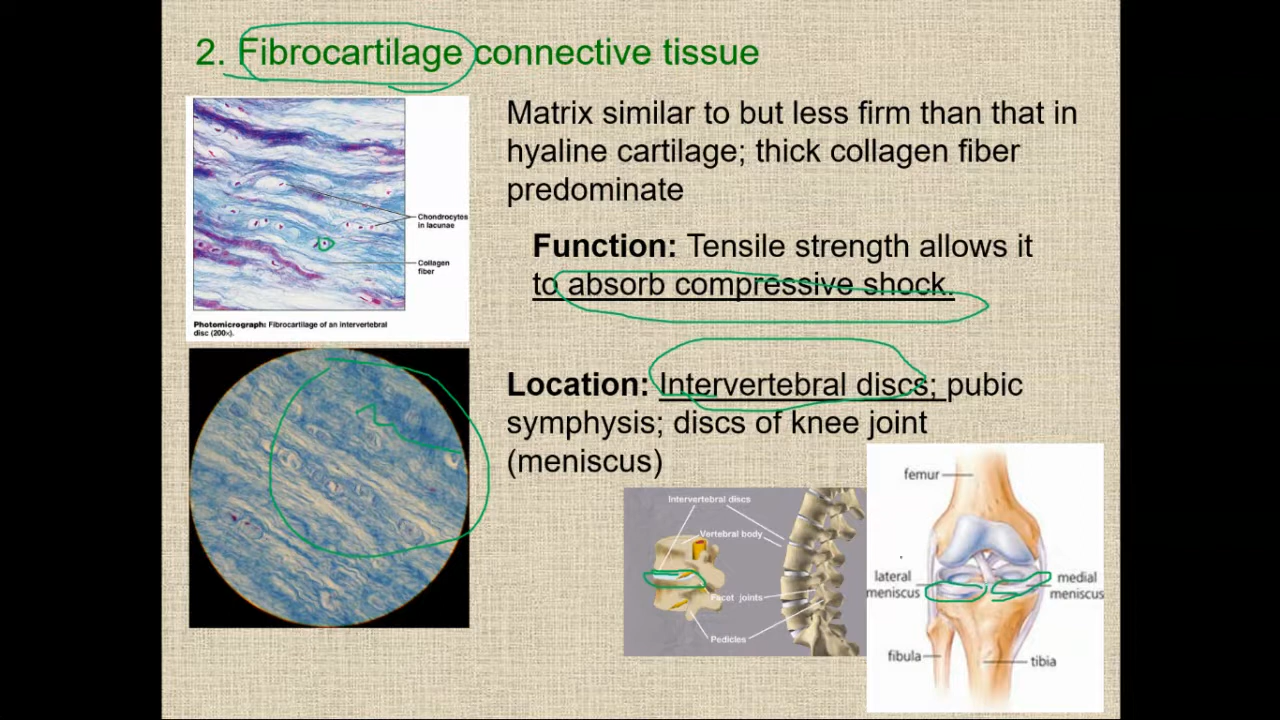 2. Fibrocartilage connective tissue
Matrix similar to but less firm than that in
hyaline cartilage; thick collagen fiber
predominate
Chondrocytes
in lacunae
Collagen
fiber
Photomicrograph: Fibrocartilage of an intervertebral
disc (200×).
Function: Tensile strength allows it
to absorb compressive shock.
Location: Intervertebral discs; pubic
symphysis; discs of knee joint
(meniscus)
Intervertebral discs
Vertebral body
Facet joints
Pedicles
femur
lateral
meniscus
medial
meniscus
fibula
tibia